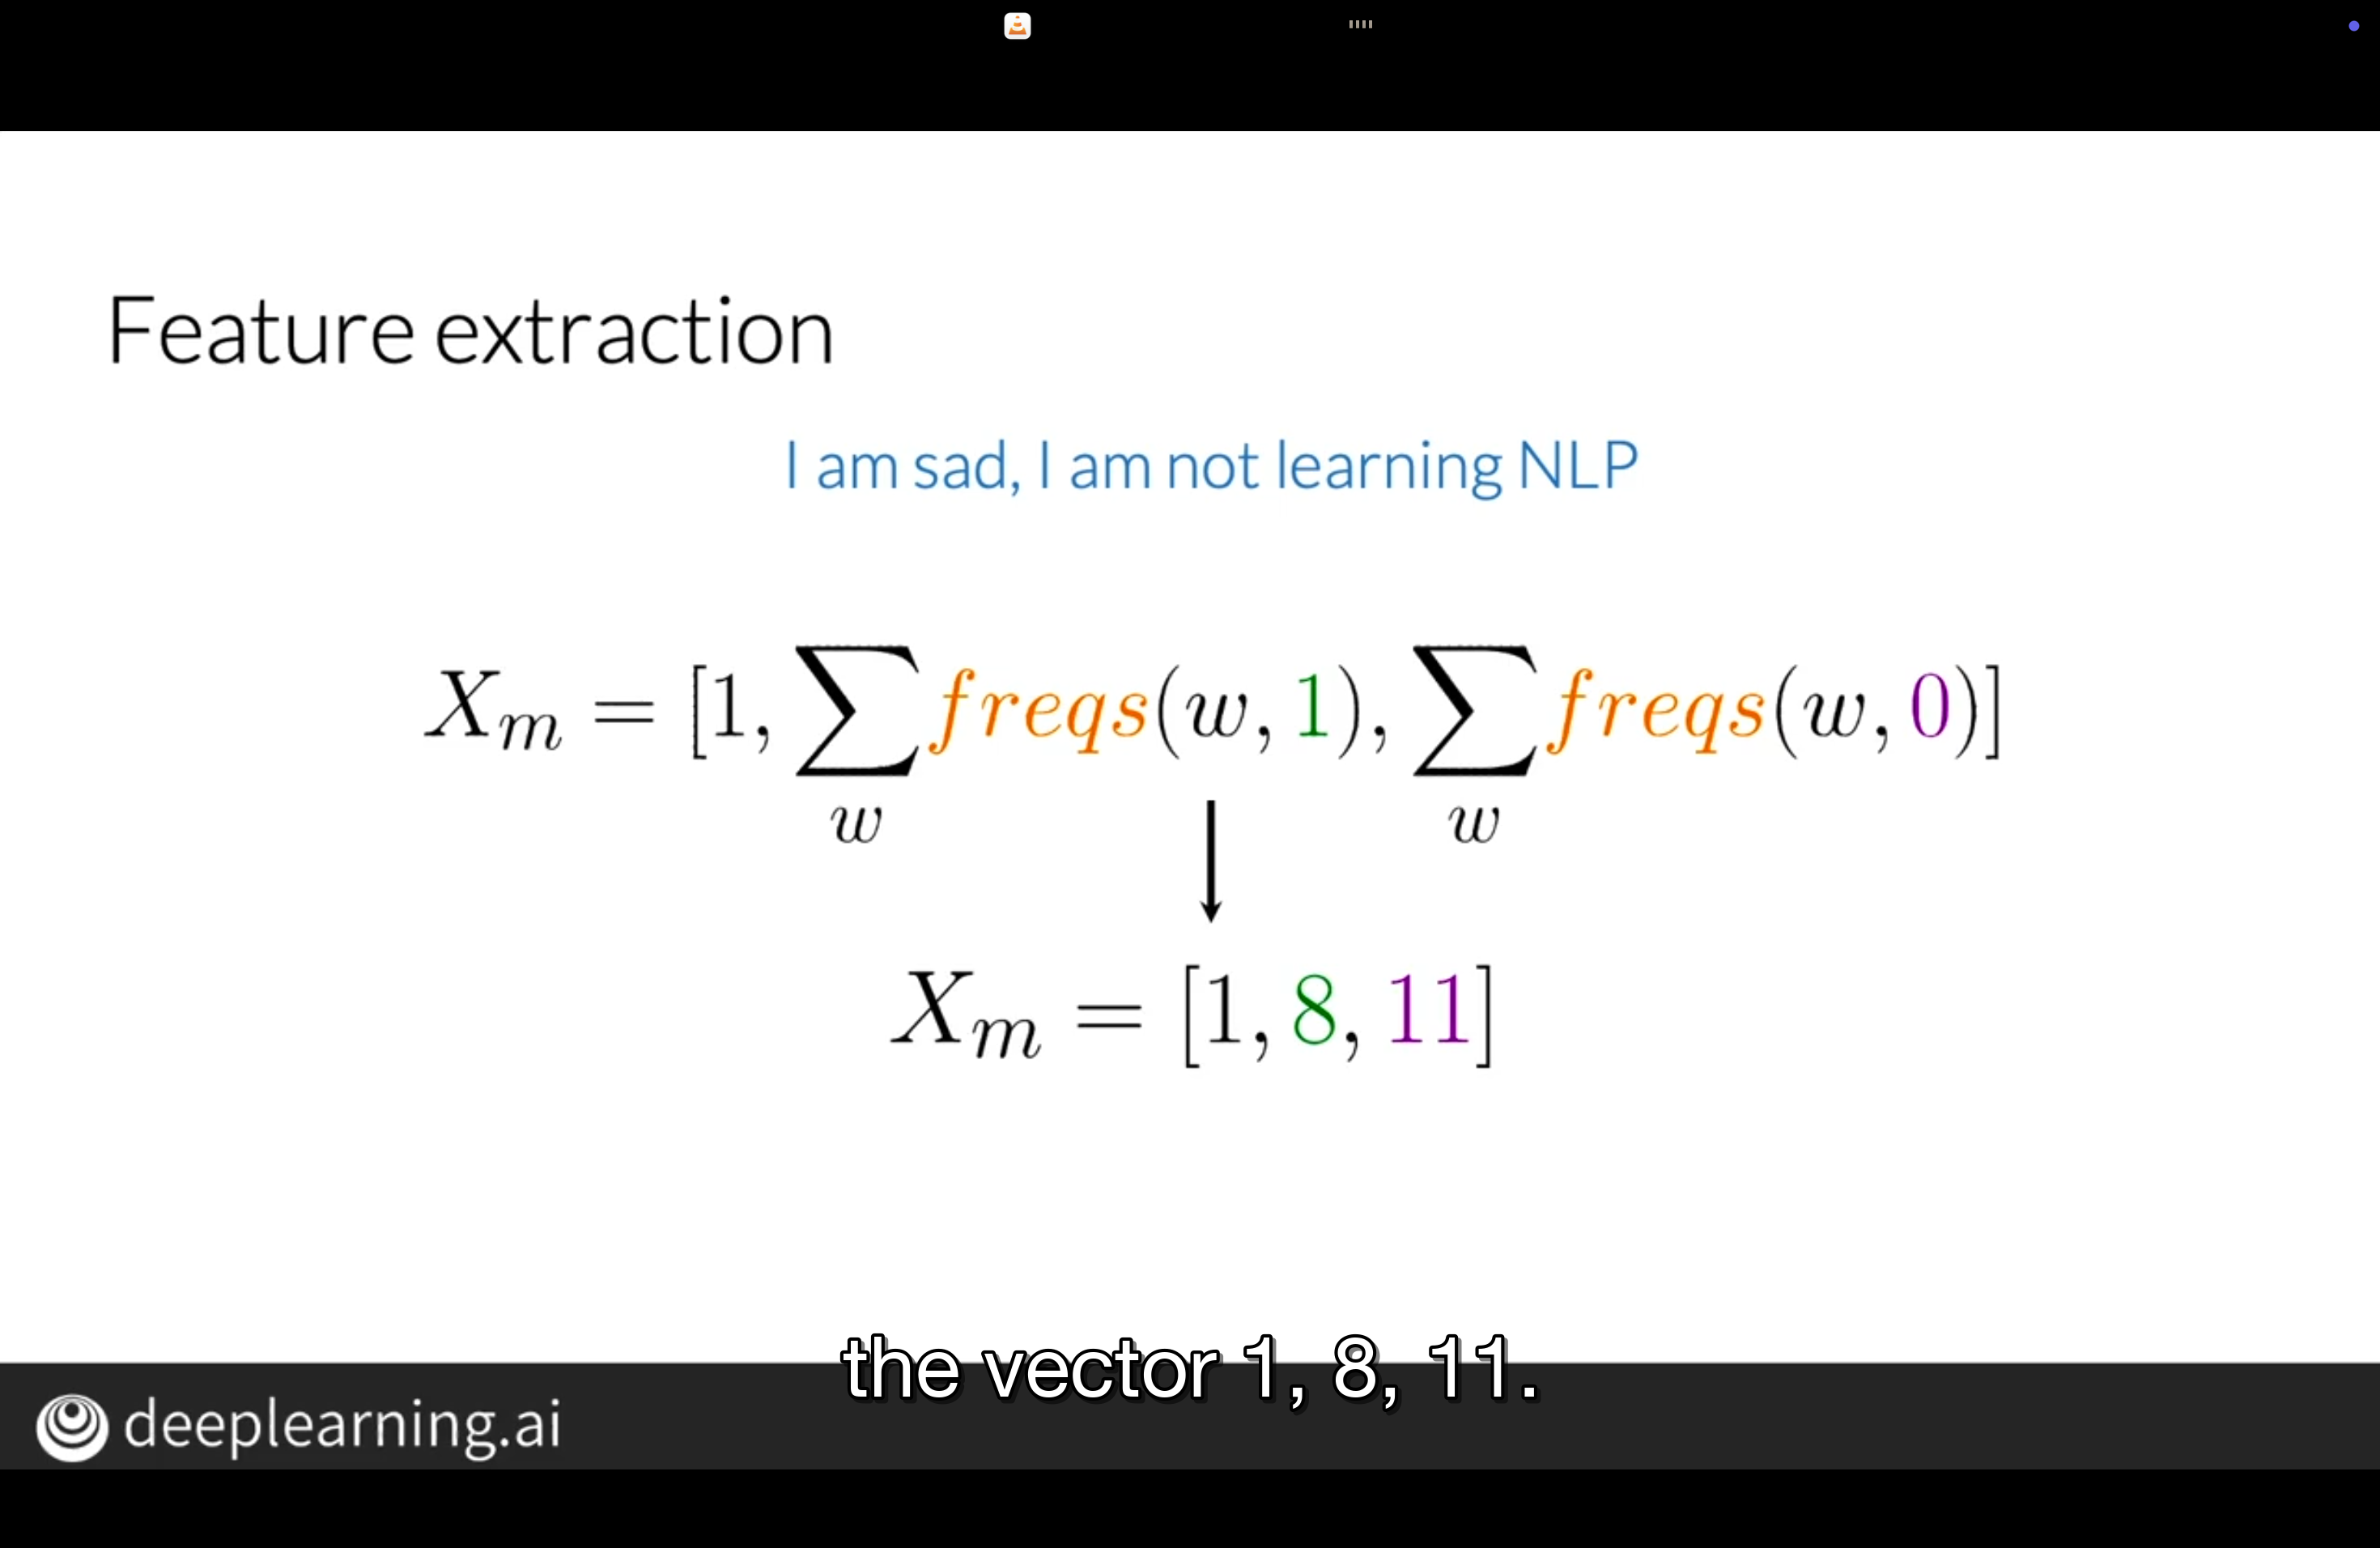 Feature extraction
I am sad, I am not learning NLP
X_m = [1, ∑_w freqs(w, 1), ∑_w freqs(w, 0)]
X_m = [1, 8, 11]
the vector 1, 8, 11.
deeplearning.ai